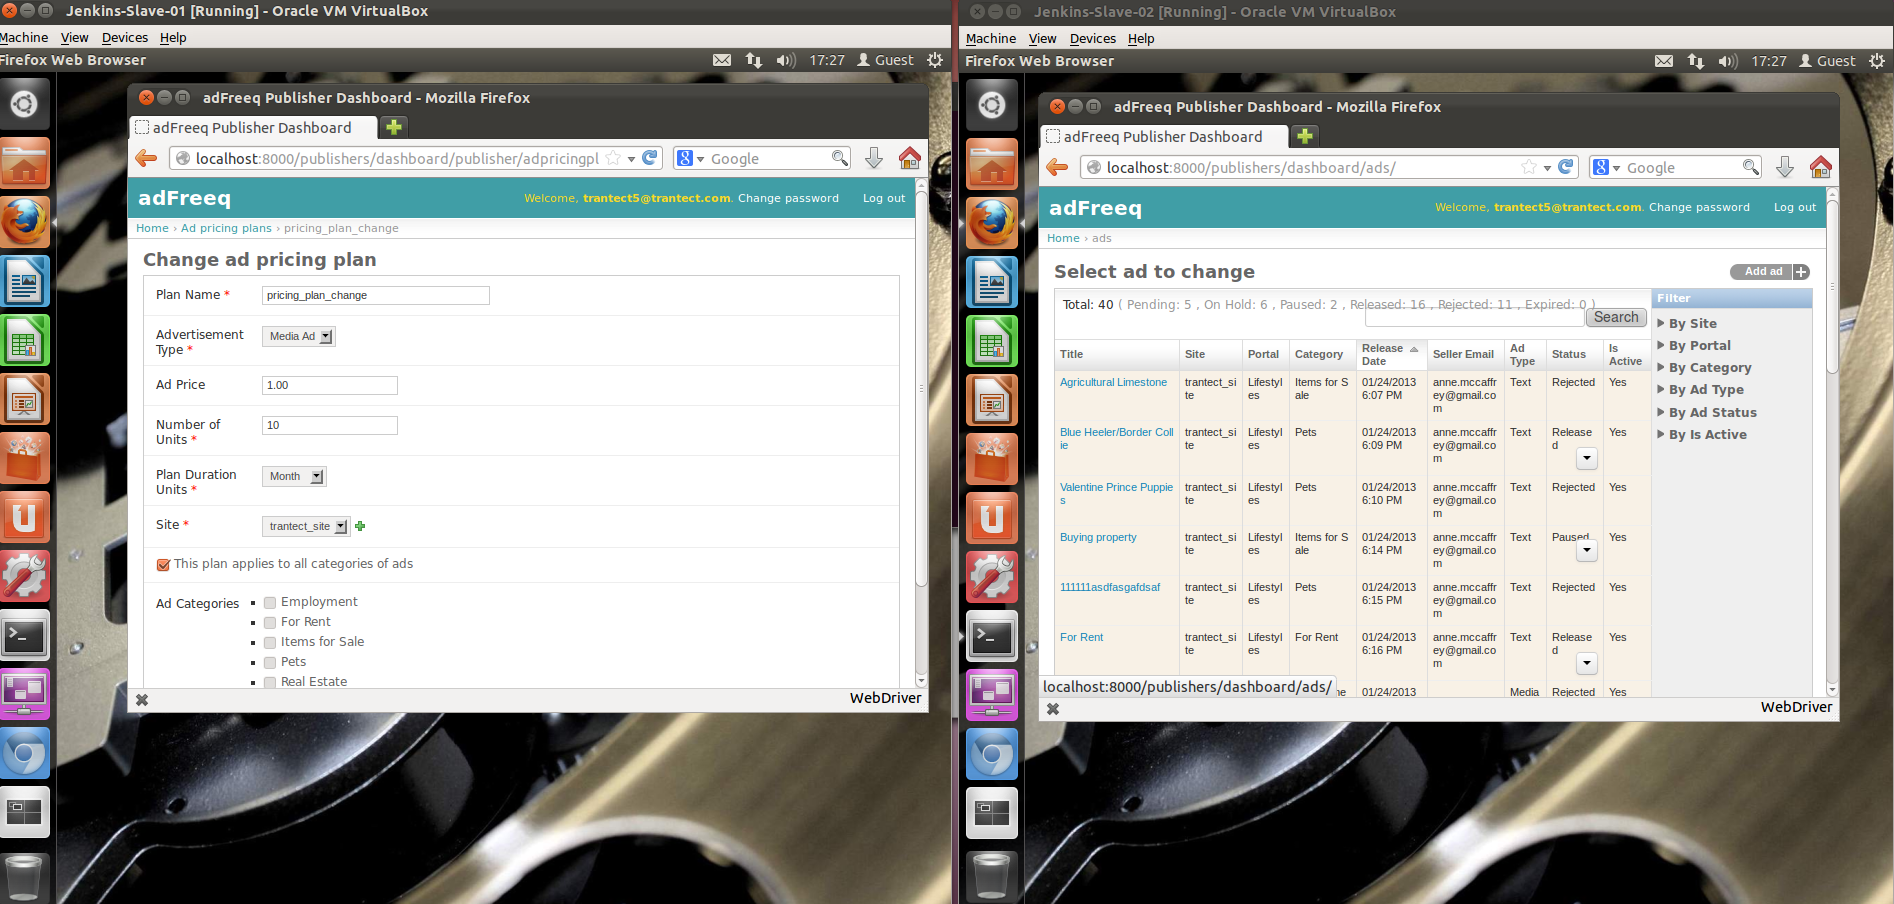 Jenkins-Slave-01 [Running] - Oracle VM VirtualBox
Machine View Devices Help
Firefox Web Browser 17:27 Guest
adFreeq Publisher Dashboard - Mozilla Firefox
adFreeq Publisher Dashboard
localhost:8000/publishers/dashboard/publisher/adpricingpl Google
adFreeq Welcome, trantect5@trantect.com. Change password Log out
Home › Ad pricing plans › pricing_plan_change
Change ad pricing plan
Plan Name * pricing_plan_change
Advertisement Type * Media Ad
Ad Price 1.00
Number of Units * 10
Plan Duration Units * Month
Site * trantect_site
This plan applies to all categories of ads
Ad Categories
Employment
For Rent
Items for Sale
Pets
Real Estate
WebDriver
Jenkins-Slave-02 [Running] - Oracle VM VirtualBox
Machine View Devices Help
Firefox Web Browser 17:27 Guest
adFreeq Publisher Dashboard - Mozilla Firefox
adFreeq Publisher Dashboard
localhost:8000/publishers/dashboard/ads/ Google
adFreeq Welcome, trantect5@trantect.com. Change password Log out
Home › ads
Select ad to change Add ad
Total: 40 ( Pending: 5 , On Hold: 6 , Paused: 2 , Released: 16 , Rejected: 11 , Expired: 0 )
Search
Title Site Portal Category Release Date Seller Email Ad Type Status Is Active
Agricultural Limestone trantect_site Lifestyles Items for Sale 01/24/2013 6:07 PM anne.mccaffrey@gmail.com Text Rejected Yes
Blue Heeler/Border Collie trantect_site Lifestyles Pets 01/24/2013 6:09 PM anne.mccaffrey@gmail.com Text Released Yes
Valentine Prince Puppies trantect_site Lifestyles Pets 01/24/2013 6:10 PM anne.mccaffrey@gmail.com Text Rejected Yes
Buying property trantect_site Lifestyles Items for Sale 01/24/2013 6:14 PM anne.mccaffrey@gmail.com Text Paused Yes
111111asdfasgafdsaf trantect_site Lifestyles Pets 01/24/2013 6:15 PM anne.mccaffrey@gmail.com Text Rejected Yes
For Rent trantect_site Lifestyles For Rent 01/24/2013 6:16 PM anne.mccaffrey@gmail.com Text Released Yes
01/24/2013 Media Rejected Yes
Filter
By Site
By Portal
By Category
By Ad Type
By Ad Status
By Is Active
localhost:8000/publishers/dashboard/ads/
WebDriver